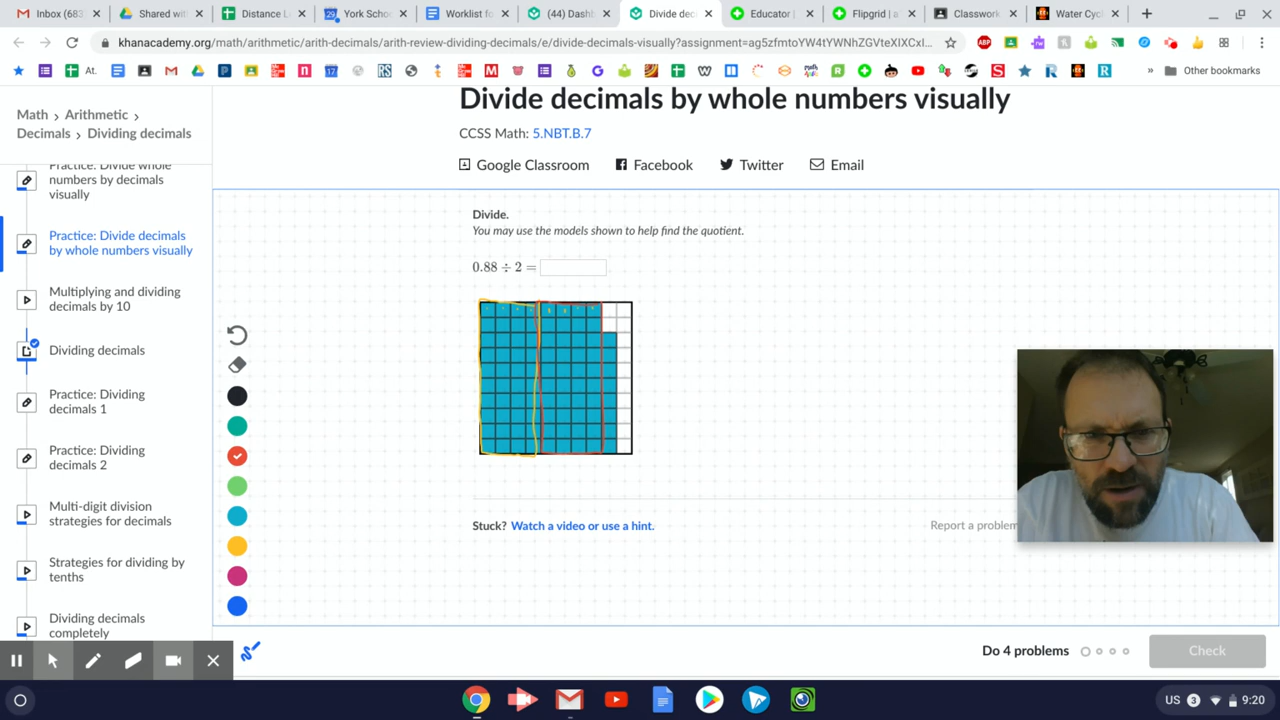 Inbox (683
Shared with
Distance L
York Scho
Worklist fo
(44) Dashb
Divide deci
Educator |
Flipgrid | a
Classwork
Water Cycl
khanacademy.org/math/arithmetic/arith-decimals/arith-review-dividing-decimals/e/divide-decimals-visually?assignment=ag5zfmtoYW4tYWNhZGVteXIXCxI...
At.
Other bookmarks
Math › Arithmetic ›
Decimals › Dividing decimals
Practice: Divide whole
numbers by decimals
visually
Practice: Divide decimals
by whole numbers visually
Multiplying and dividing
decimals by 10
Dividing decimals
Practice: Dividing
decimals 1
Practice: Dividing
decimals 2
Multi-digit division
strategies for decimals
Strategies for dividing by
tenths
Dividing decimals
completely
Divide decimals by whole numbers visually
CCSS Math: 5.NBT.B.7
Google Classroom
Facebook
Twitter
Email
Divide.
You may use the models shown to help find the quotient.
0.88 ÷ 2 =
Stuck? Watch a video or use a hint.
Report a problem
Do 4 problems
Check
US 3 9:20